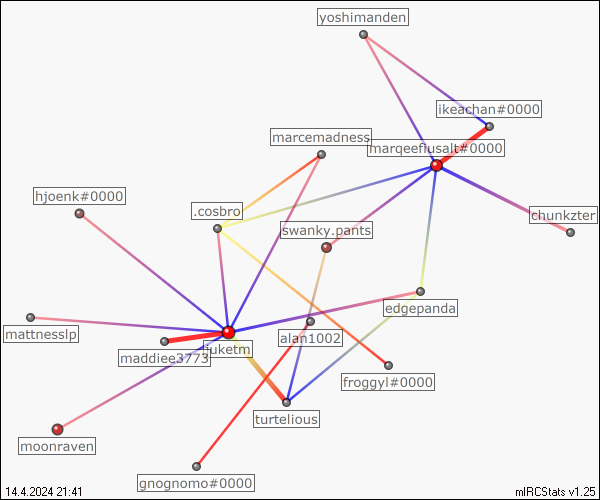 yoshimanden
ikeachan#0000
marcemadness
marqeeflusalt#0000
hjoenk#0000
.cosbro
chunkzter
swanky.pants
edgepanda
mattnesslp
alan1002
juketm
maddiee3773
froggyl#0000
turtelious
moonraven
gnognomo#0000
14.4.2024 21:41
mIRCStats v1.25